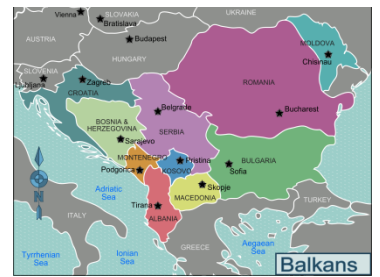 UKRAINE
SLOVAKIA
Vienna
Bratislava
MOLDOVA
AUSTRIA
Budapest
Chisinau
HUNGARY
SLOVENIA
Ljubljana
Zagreb
ROMANIA
CROATIA
Belgrade
Bucharest
BOSNIA &
HERZEGOVINA
SERBIA
Sarajevo
MONTENEGRO
Pristina
BULGARIA
Podgorica
KOSOVO
Sofia
Adriatic
Sea
Skopje
N
MACEDONIA
TURKEY
Tirana
ITALY
ALBANIA
Tyrrhenian
Sea
Ionian
Sea
GREECE
Aegaean
Sea
Balkans